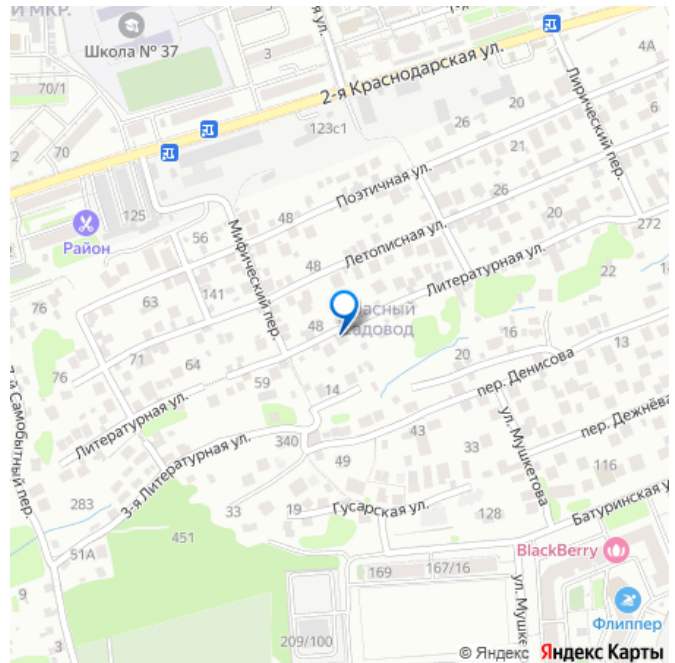 Й МКР.
Школа № 37
3
4А
70/1
2-я Краснодарская ул.
20
Лирический пер.
6
123с1
26
21
2
70
Поэтичная ул.
26
125
48
20
Район
56
Мифический пер.
Летописная ул.
272
48
Литературная ул.
22
76
63
141
48
асный
адовод
16
71
64
20
13
76
59
14
пер. Денисова
й Самобытный пер.
Литературная ул.
ул. Мушкетова
пер. Дежнёва
43
340
3-я Литературная ул.
33
49
116
283
33
19
Гусарская ул.
128
Батуринская у
451
51А
BlackBerry
169
167/16
9
ул. Мушке
Флиппер
3
209/100
© Яндекс Яндекс Карты